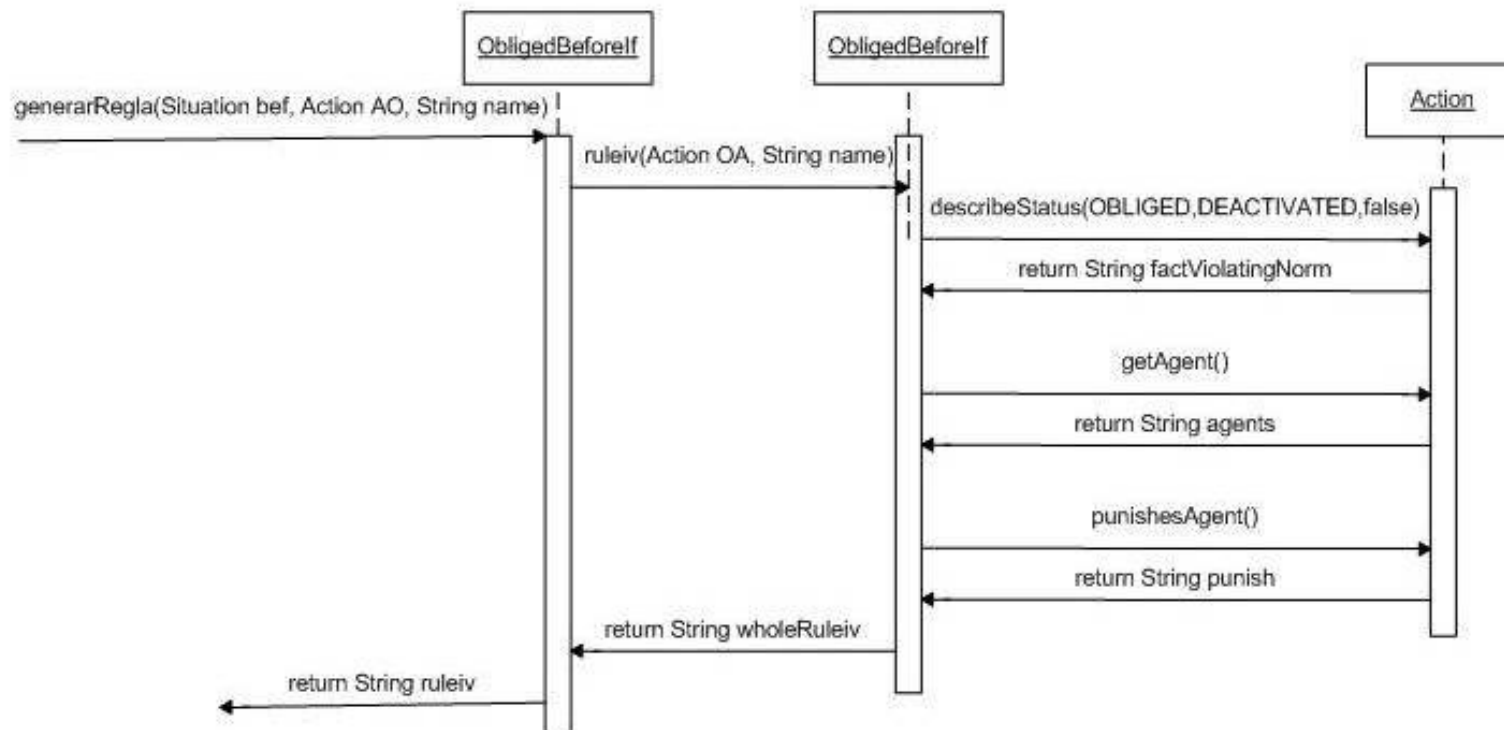 ObligedBeforeIf
ObligedBeforeIf
Action
generarRegla(Situation bef, Action AO, String name)
ruleiv(Action OA, String name)
describeStatus(OBLIGED,DEACTIVATED,false)
return String factViolatingNorm
getAgent()
return String agents
punishesAgent()
return String punish
return String wholeRuleiv
return String ruleiv